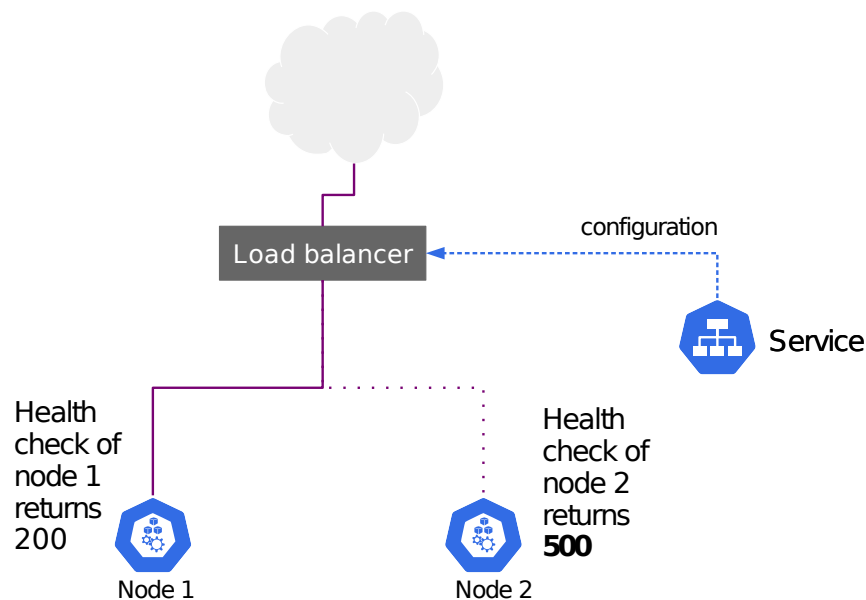 configuration
Load balancer
Service
Health
check of
node 1
returns
200
Health
check of
node 2
returns
500
Node 1
Node 2